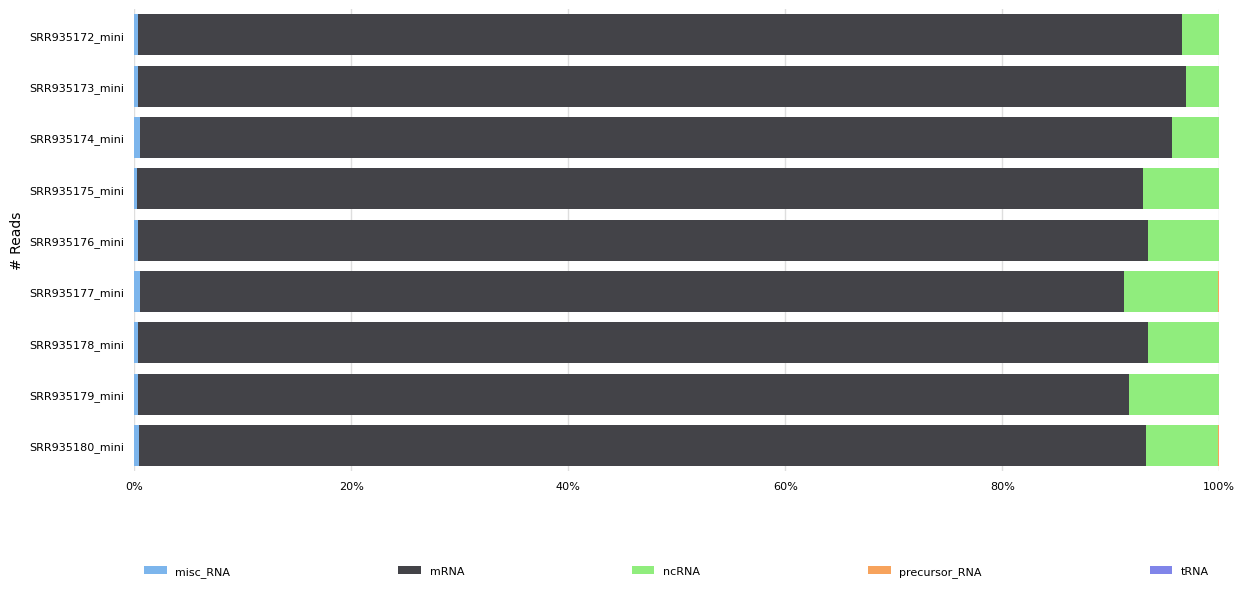 SRR935172_mini
SRR935173_mini
SRR935174_mini
SRR935175_mini
# Reads
SRR935176_mini
SRR935177_mini
SRR935178_mini
SRR935179_mini
SRR935180_mini
0% 20% 40% 60% 80% 100%
misc_RNA mRNA ncRNA precursor_RNA tRNA